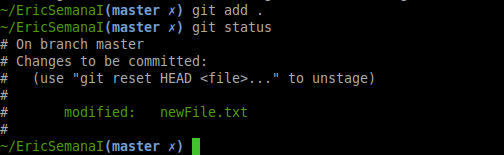 ~/EricSemanaI(master ✗) git add .
~/EricSemanaI(master ✗) git status
# On branch master
# Changes to be committed:
#   (use "git reset HEAD <file>..." to unstage)
#
#       modified:   newFile.txt
#
~/EricSemanaI(master ✗)